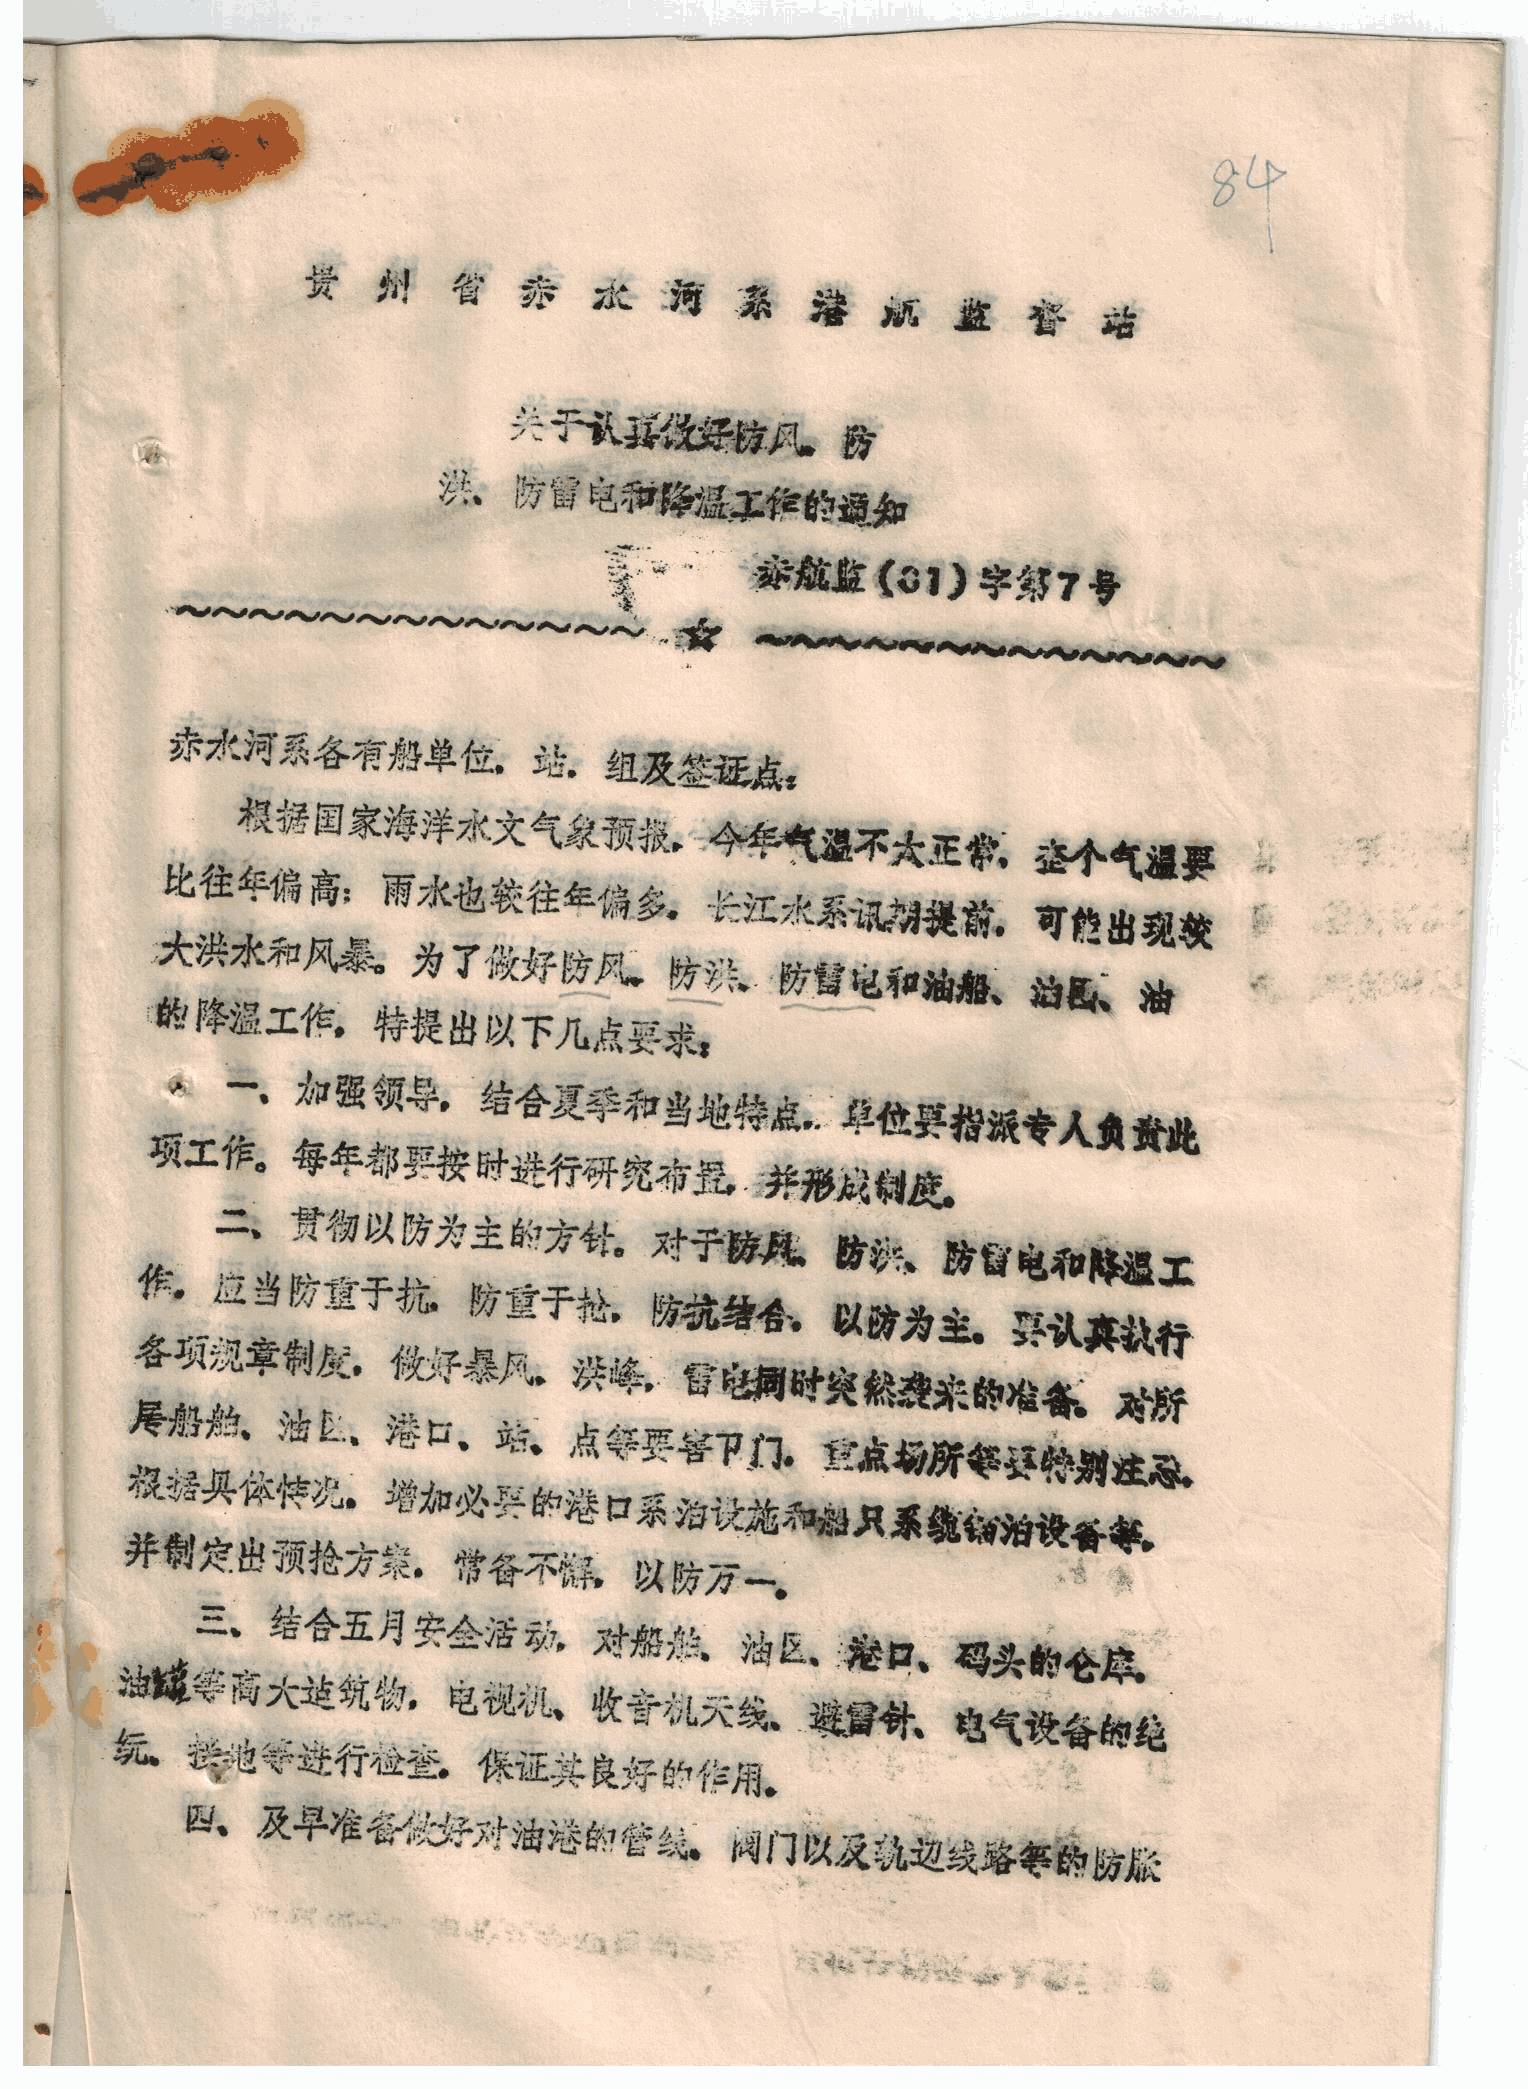 84
贵州省赤水河系港航监督站
关于认真做好防风、防
洪、防雷电和降温工作的通知
赤航监(81)字第7号
赤水河系各有船单位，站，组及签证点：
根据国家海洋水文气象预报，今年气温不太正常，整个气温要
比往年偏高；雨水也较往年偏多。长江水系讯期提前，可能出现较
大洪水和风暴。为了做好防风、防洪、防雷电和油船、油区、油
的降温工作，特提出以下几点要求：
一、加强领导，结合夏季和当地特点，单位要指派专人负责此
项工作。每年都要按时进行研究布置，并形成制度。
二、贯彻以防为主的方针。对于防风、防洪、防雷电和降温工
作，应当防重于抗，防重于抢，防抗结合，以防为主。要认真执行
各项规章制度，做好暴风、洪峰，雷电同时突然袭来的准备。对所
属船舶、油区、港口、站、点等要害卫门，重点场所等要特别注意，
根据具体情况，增加必要的港口系泊设施和船只系缆锚泊设备等，
并制定出预抢方案，常备不懈，以防万一。
三、结合五月安全活动，对船舶、油区、港口、码头的仓库，
油罐等高大造筑物，电视机、收音机天线、避雷针、电气设备的绝
玩、接地等进行检查，保证其良好的作用。
四、及早准备做好对油港的管线、阀门以及轨边线路等的防胀